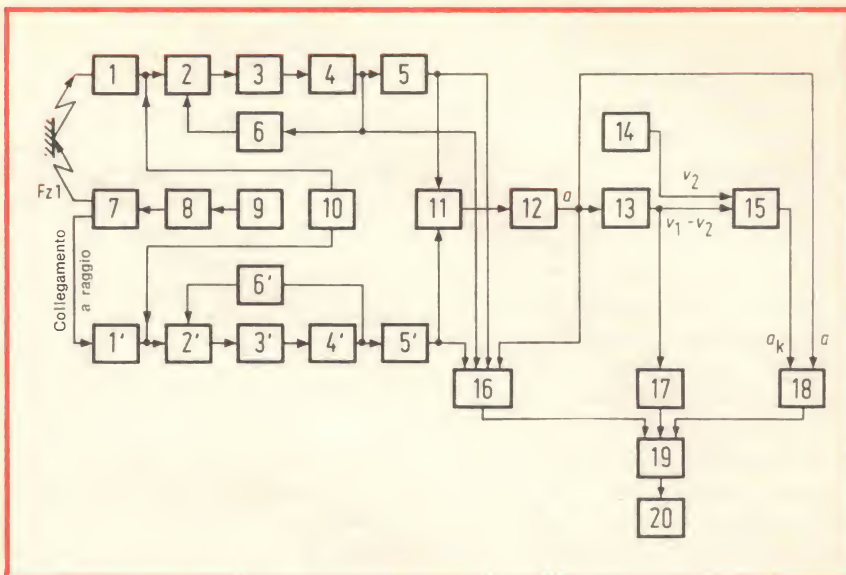 1 2 3 4 5
6
14
Fz1
7 8 9 10 11 12 a 13 v₂ 15
v₁ - v₂
Collegamento
a raggio
6'
1' 2' 3' 4' 5'
aₖ a
16 17 18
19
20